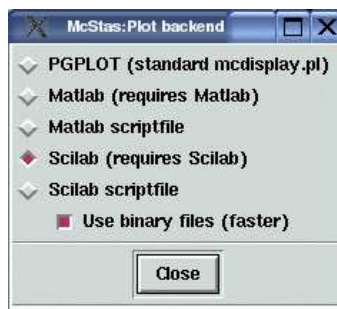 McStas:Plot backend
PGPLOT (standard mcdisplay.pl)
Matlab (requires Matlab)
Matlab scriptfile
Scilab (requires Scilab)
Scilab scriptfile
Use binary files (faster)
Close